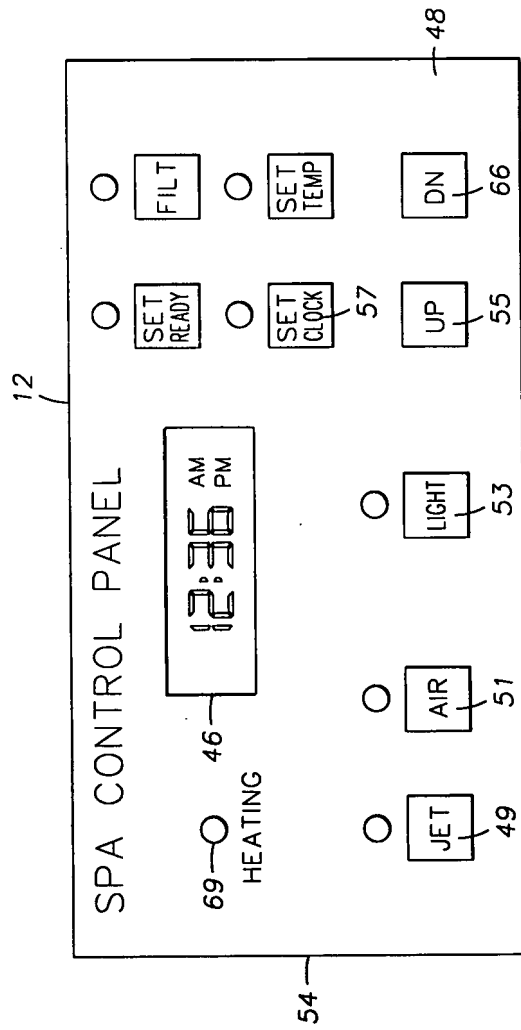 12
SPA CONTROL PANEL
69
HEATING
46
12:36
AM
PM
SET
READY
FILT
SET
CLOCK
57
SET
TEMP
54
JET
49
AIR
51
LIGHT
53
UP
55
DN
66
48